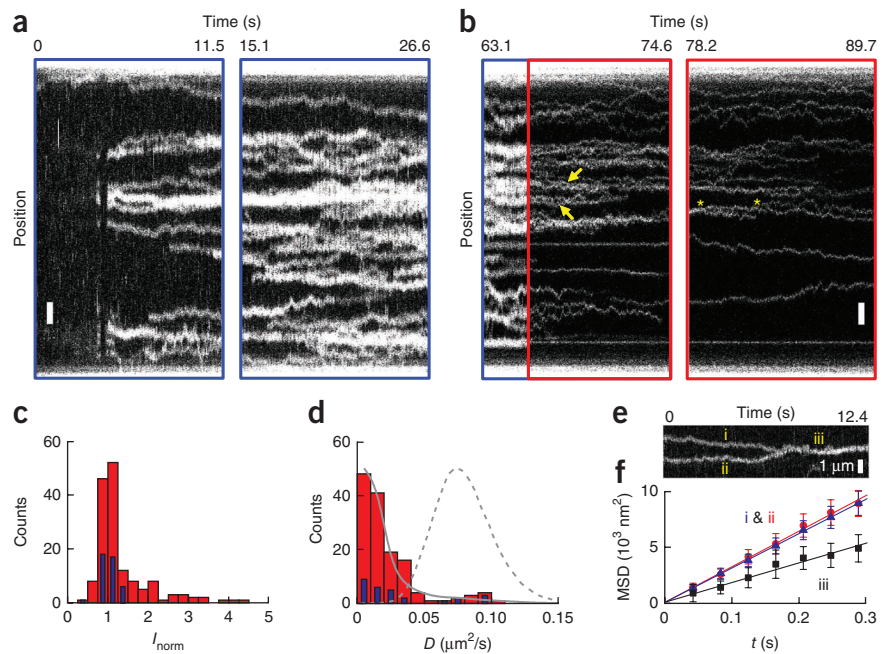 a
Time (s)
0 11.5 15.1 26.6
Position
b
Time (s)
63.1 74.6 78.2 89.7
Position
* *
c
Counts
60
40
20
0
0 1 2 3 4 5
I_norm
d
Counts
60
40
20
0
0 0.05 0.10 0.15
D (μm²/s)
e
0 Time (s) 12.4
i
ii
iii
1 μm
f
MSD (10³ nm²)
10
5
0
0 0.1 0.2 0.3
i & ii
iii
t (s)